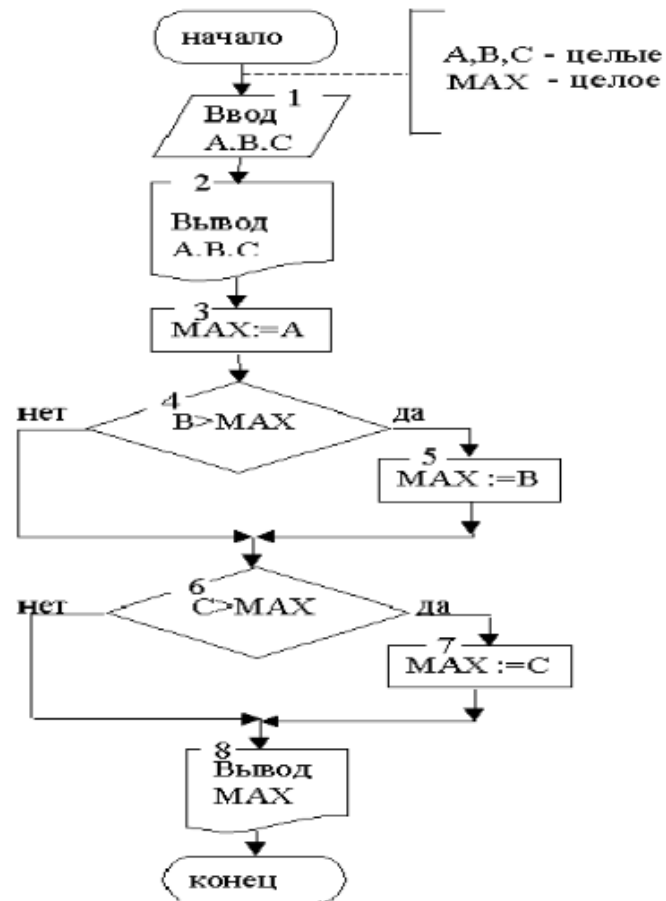 начало
A,B,C - целые
MAX - целое
1
Ввод
A.B.C
2
Вывод
A.B.C
3
MAX:=A
4
нет
B>MAX
да
5
MAX :=B
6
нет
C>MAX
да
7
MAX :=C
8
Вывод
MAX
конец